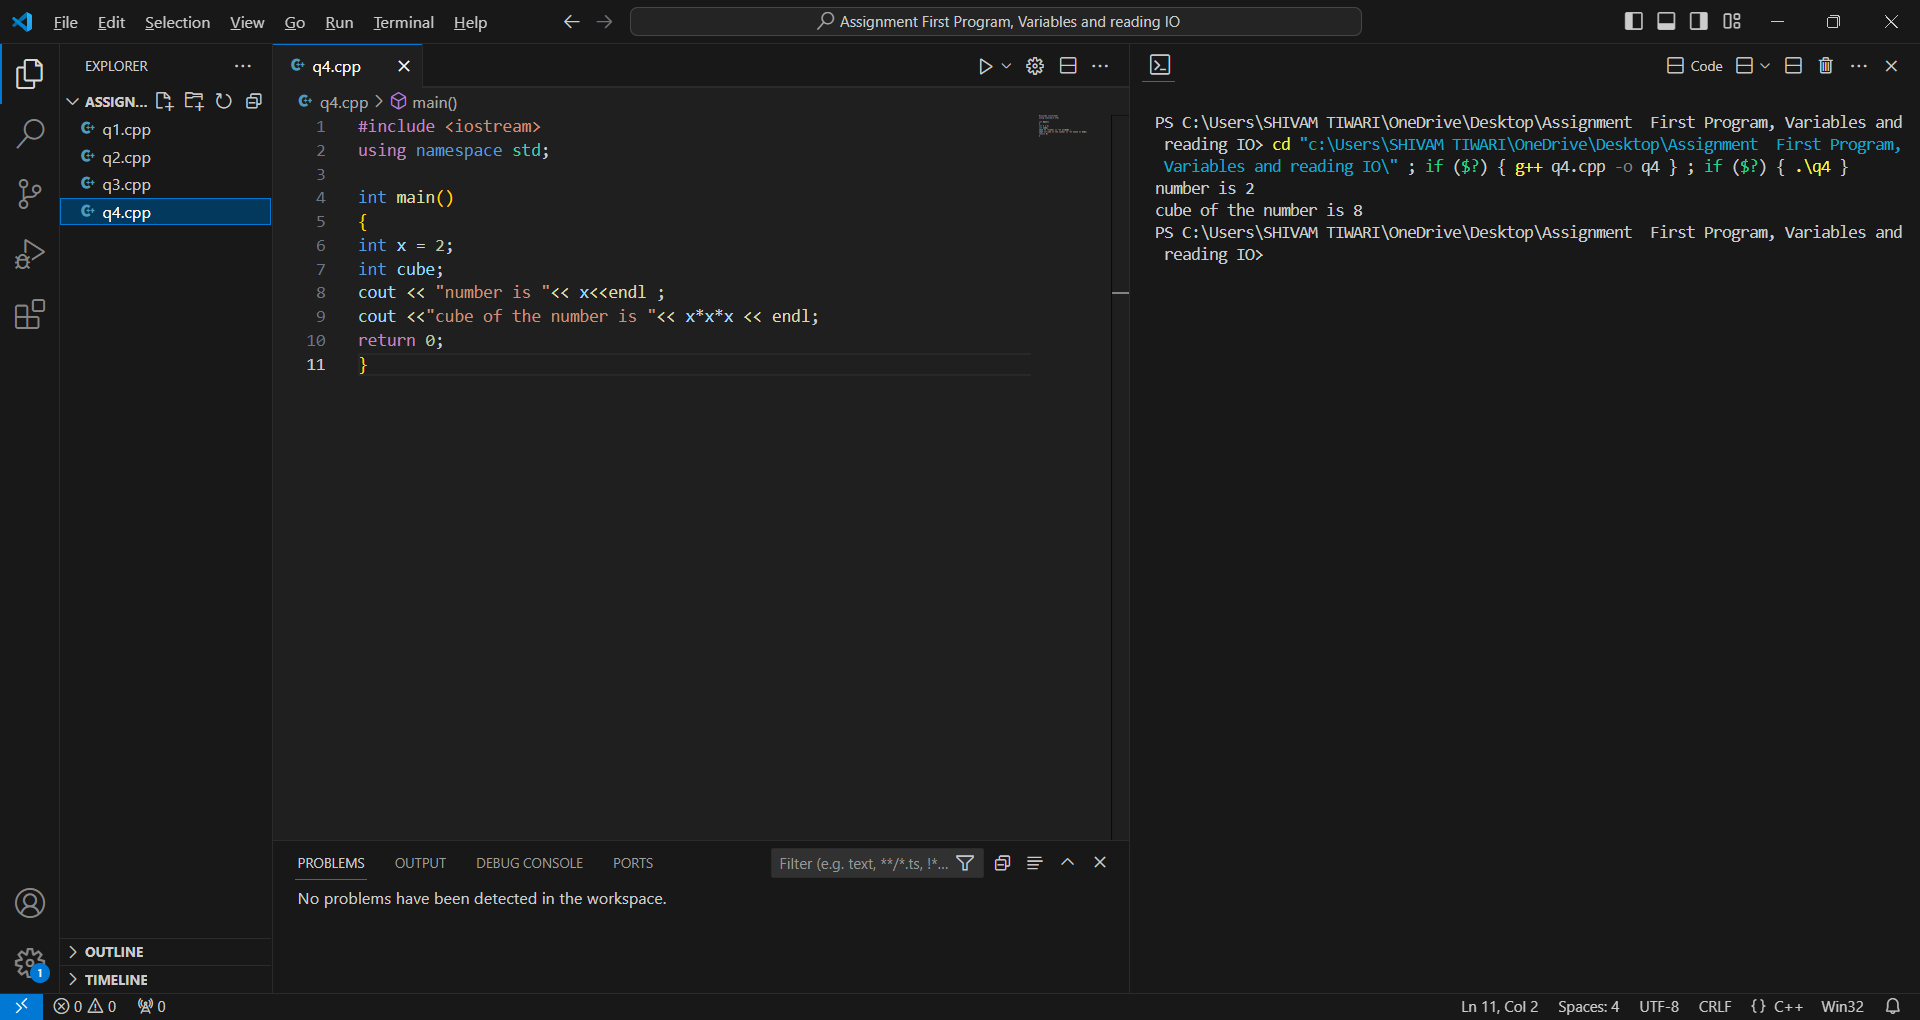 File Edit Selection View Go Run Terminal Help
Assignment First Program, Variables and reading IO
EXPLORER
ASSIGN...
q1.cpp
q2.cpp
q3.cpp
q4.cpp
OUTLINE
TIMELINE
q4.cpp
q4.cpp > main()
1 #include <iostream>
2 using namespace std;
3
4 int main()
5 {
6 int x = 2;
7 int cube;
8 cout << "number is "<< x<<endl ;
9 cout <<"cube of the number is "<< x*x*x << endl;
10 return 0;
11 }
PROBLEMS OUTPUT DEBUG CONSOLE PORTS
Filter (e.g. text, **/*.ts, !*...
No problems have been detected in the workspace.
Code
PS C:\Users\SHIVAM TIWARI\OneDrive\Desktop\Assignment  First Program, Variables and
reading IO> cd "c:\Users\SHIVAM TIWARI\OneDrive\Desktop\Assignment  First Program,
Variables and reading IO\" ; if ($?) { g++ q4.cpp -o q4 } ; if ($?) { .\q4 }
number is 2
cube of the number is 8
PS C:\Users\SHIVAM TIWARI\OneDrive\Desktop\Assignment  First Program, Variables and
reading IO>
1
0 0 0
Ln 11, Col 2 Spaces: 4 UTF-8 CRLF {} C++ Win32